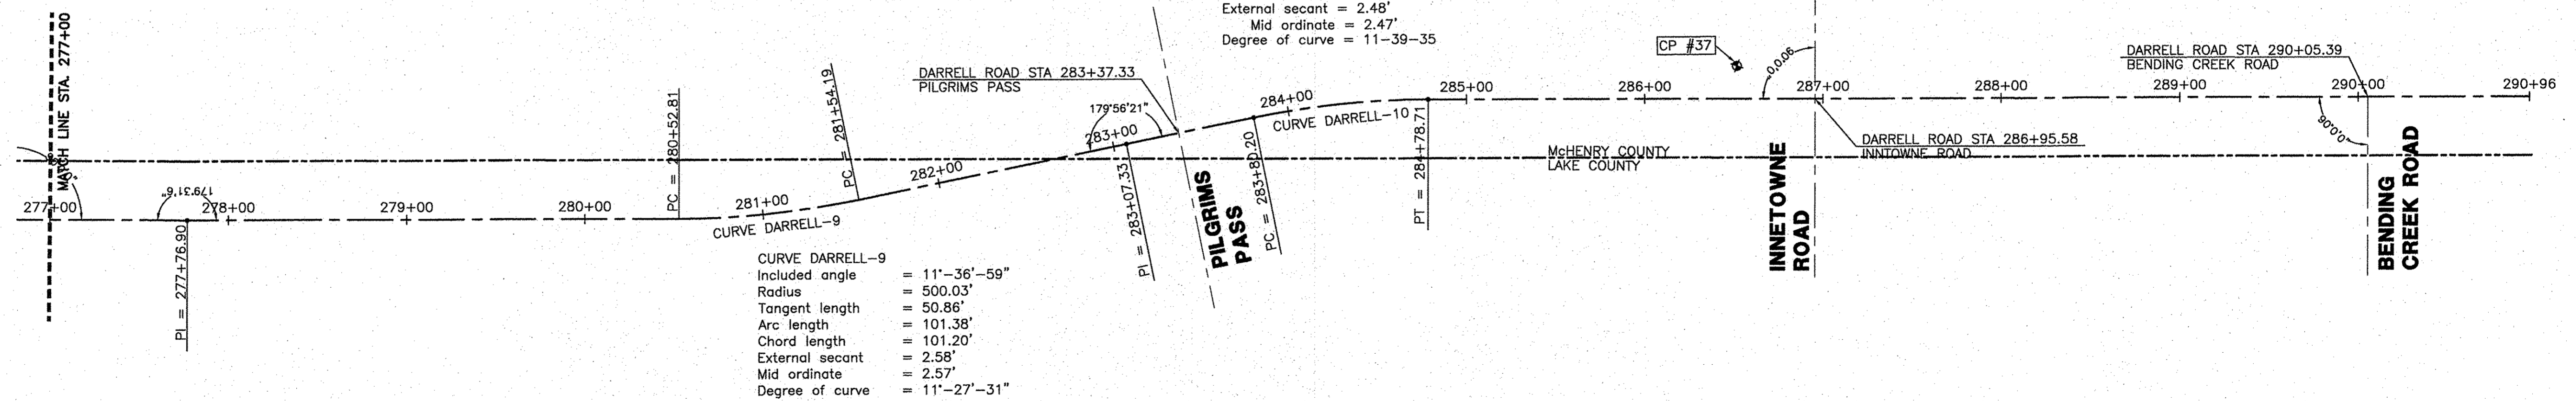 External secant = 2.48'
Mid ordinate = 2.47'
Degree of curve = 11-39-35
MATCH LINE STA. 277+00
277+00
179°31'6"
PI = 277+76.90
278+00
279+00
280+00
PC = 280+52.81
281+00
CURVE DARRELL-9
PC = 281+54.19
282+00
283+00
179°56'21"
PI = 283+07.33
DARRELL ROAD STA 283+37.33
PILGRIMS PASS
PILGRIMS
PASS
PC = 283+80.20
284+00
CURVE DARRELL-10
PT = 284+78.71
285+00
McHENRY COUNTY
LAKE COUNTY
286+00
CP #37
90°0'0"
287+00
DARRELL ROAD STA 286+95.58
INNTOWNE ROAD
INNETOWNE
ROAD
288+00
289+00
DARRELL ROAD STA 290+05.39
BENDING CREEK ROAD
290+00
90°0'0"
290+96
BENDING
CREEK ROAD
CURVE DARRELL-9
Included angle = 11°-36'-59"
Radius = 500.03'
Tangent length = 50.86'
Arc length = 101.38'
Chord length = 101.20'
External secant = 2.58'
Mid ordinate = 2.57'
Degree of curve = 11°-27'-31"